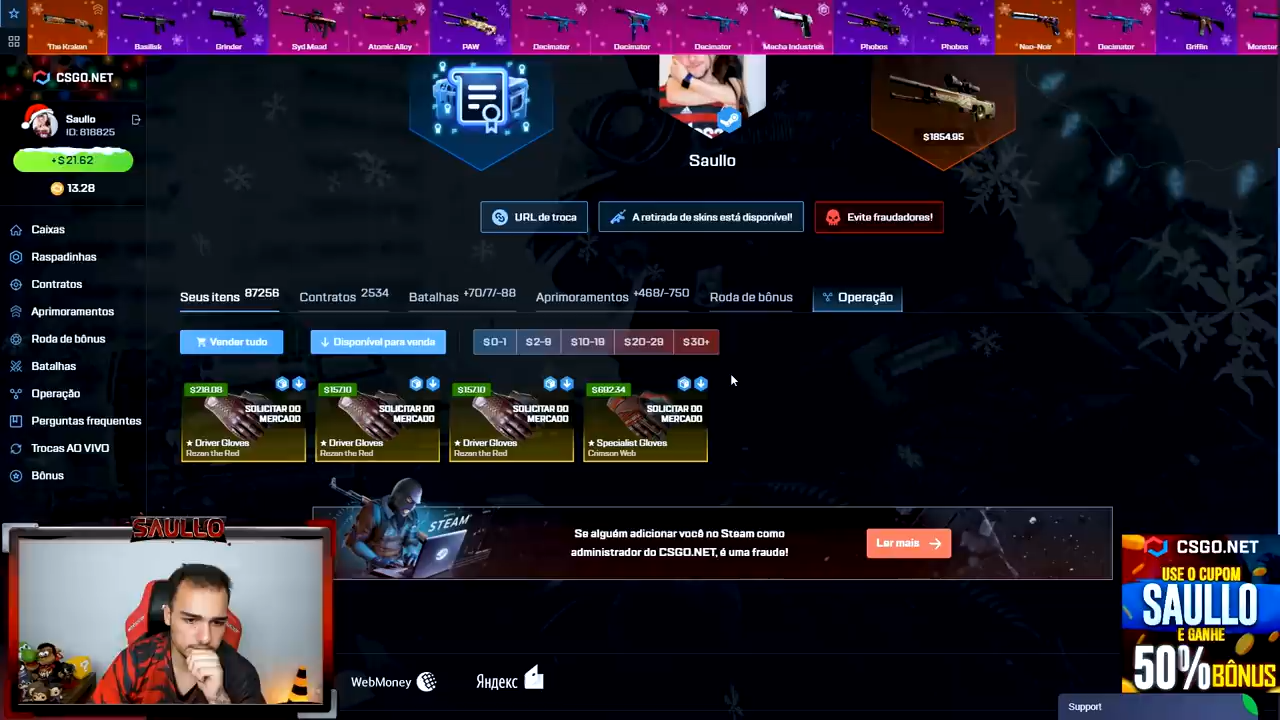 The Kraken
Basilisk
Grinder
Syd Mead
Atomic Alloy
PAW
Decimator
Decimator
Decimator
Mecha Industries
Phobos
Phobos
Neo-Noir
Decimator
Griffin
Monster
CSGO.NET
Saullo
ID: 818825
+$21.62
13.28
Caixas
Raspadinhas
Contratos
Aprimoramentos
Roda de bônus
Batalhas
Operação
Perguntas frequentes
Trocas AO VIVO
Bônus
$1854.95
Saullo
URL de troca
A retirada de skins está disponível!
Evite fraudadores!
Seus itens 87256
Contratos 2534
Batalhas +70/7/-88
Aprimoramentos +468/-750
Roda de bônus
Operação
Vender tudo
Disponível para venda
$0-1
$2-9
$10-19
$20-29
$30+
$218.08
SOLICITAR DO
MERCADO
★ Driver Gloves
Rezan the Red
$157.10
SOLICITAR DO
MERCADO
★ Driver Gloves
Rezan the Red
$157.10
SOLICITAR DO
MERCADO
★ Driver Gloves
Rezan the Red
$692.34
SOLICITAR DO
MERCADO
★ Specialist Gloves
Crimson Web
STEAM
Se alguém adicionar você no Steam como
administrador do CSGO.NET, é uma fraude!
Ler mais
SAULLO
WebMoney
Яндекс
CSGO.NET
USE O CUPOM
SAULLO
E GANHE
50% BÔNUS
Support